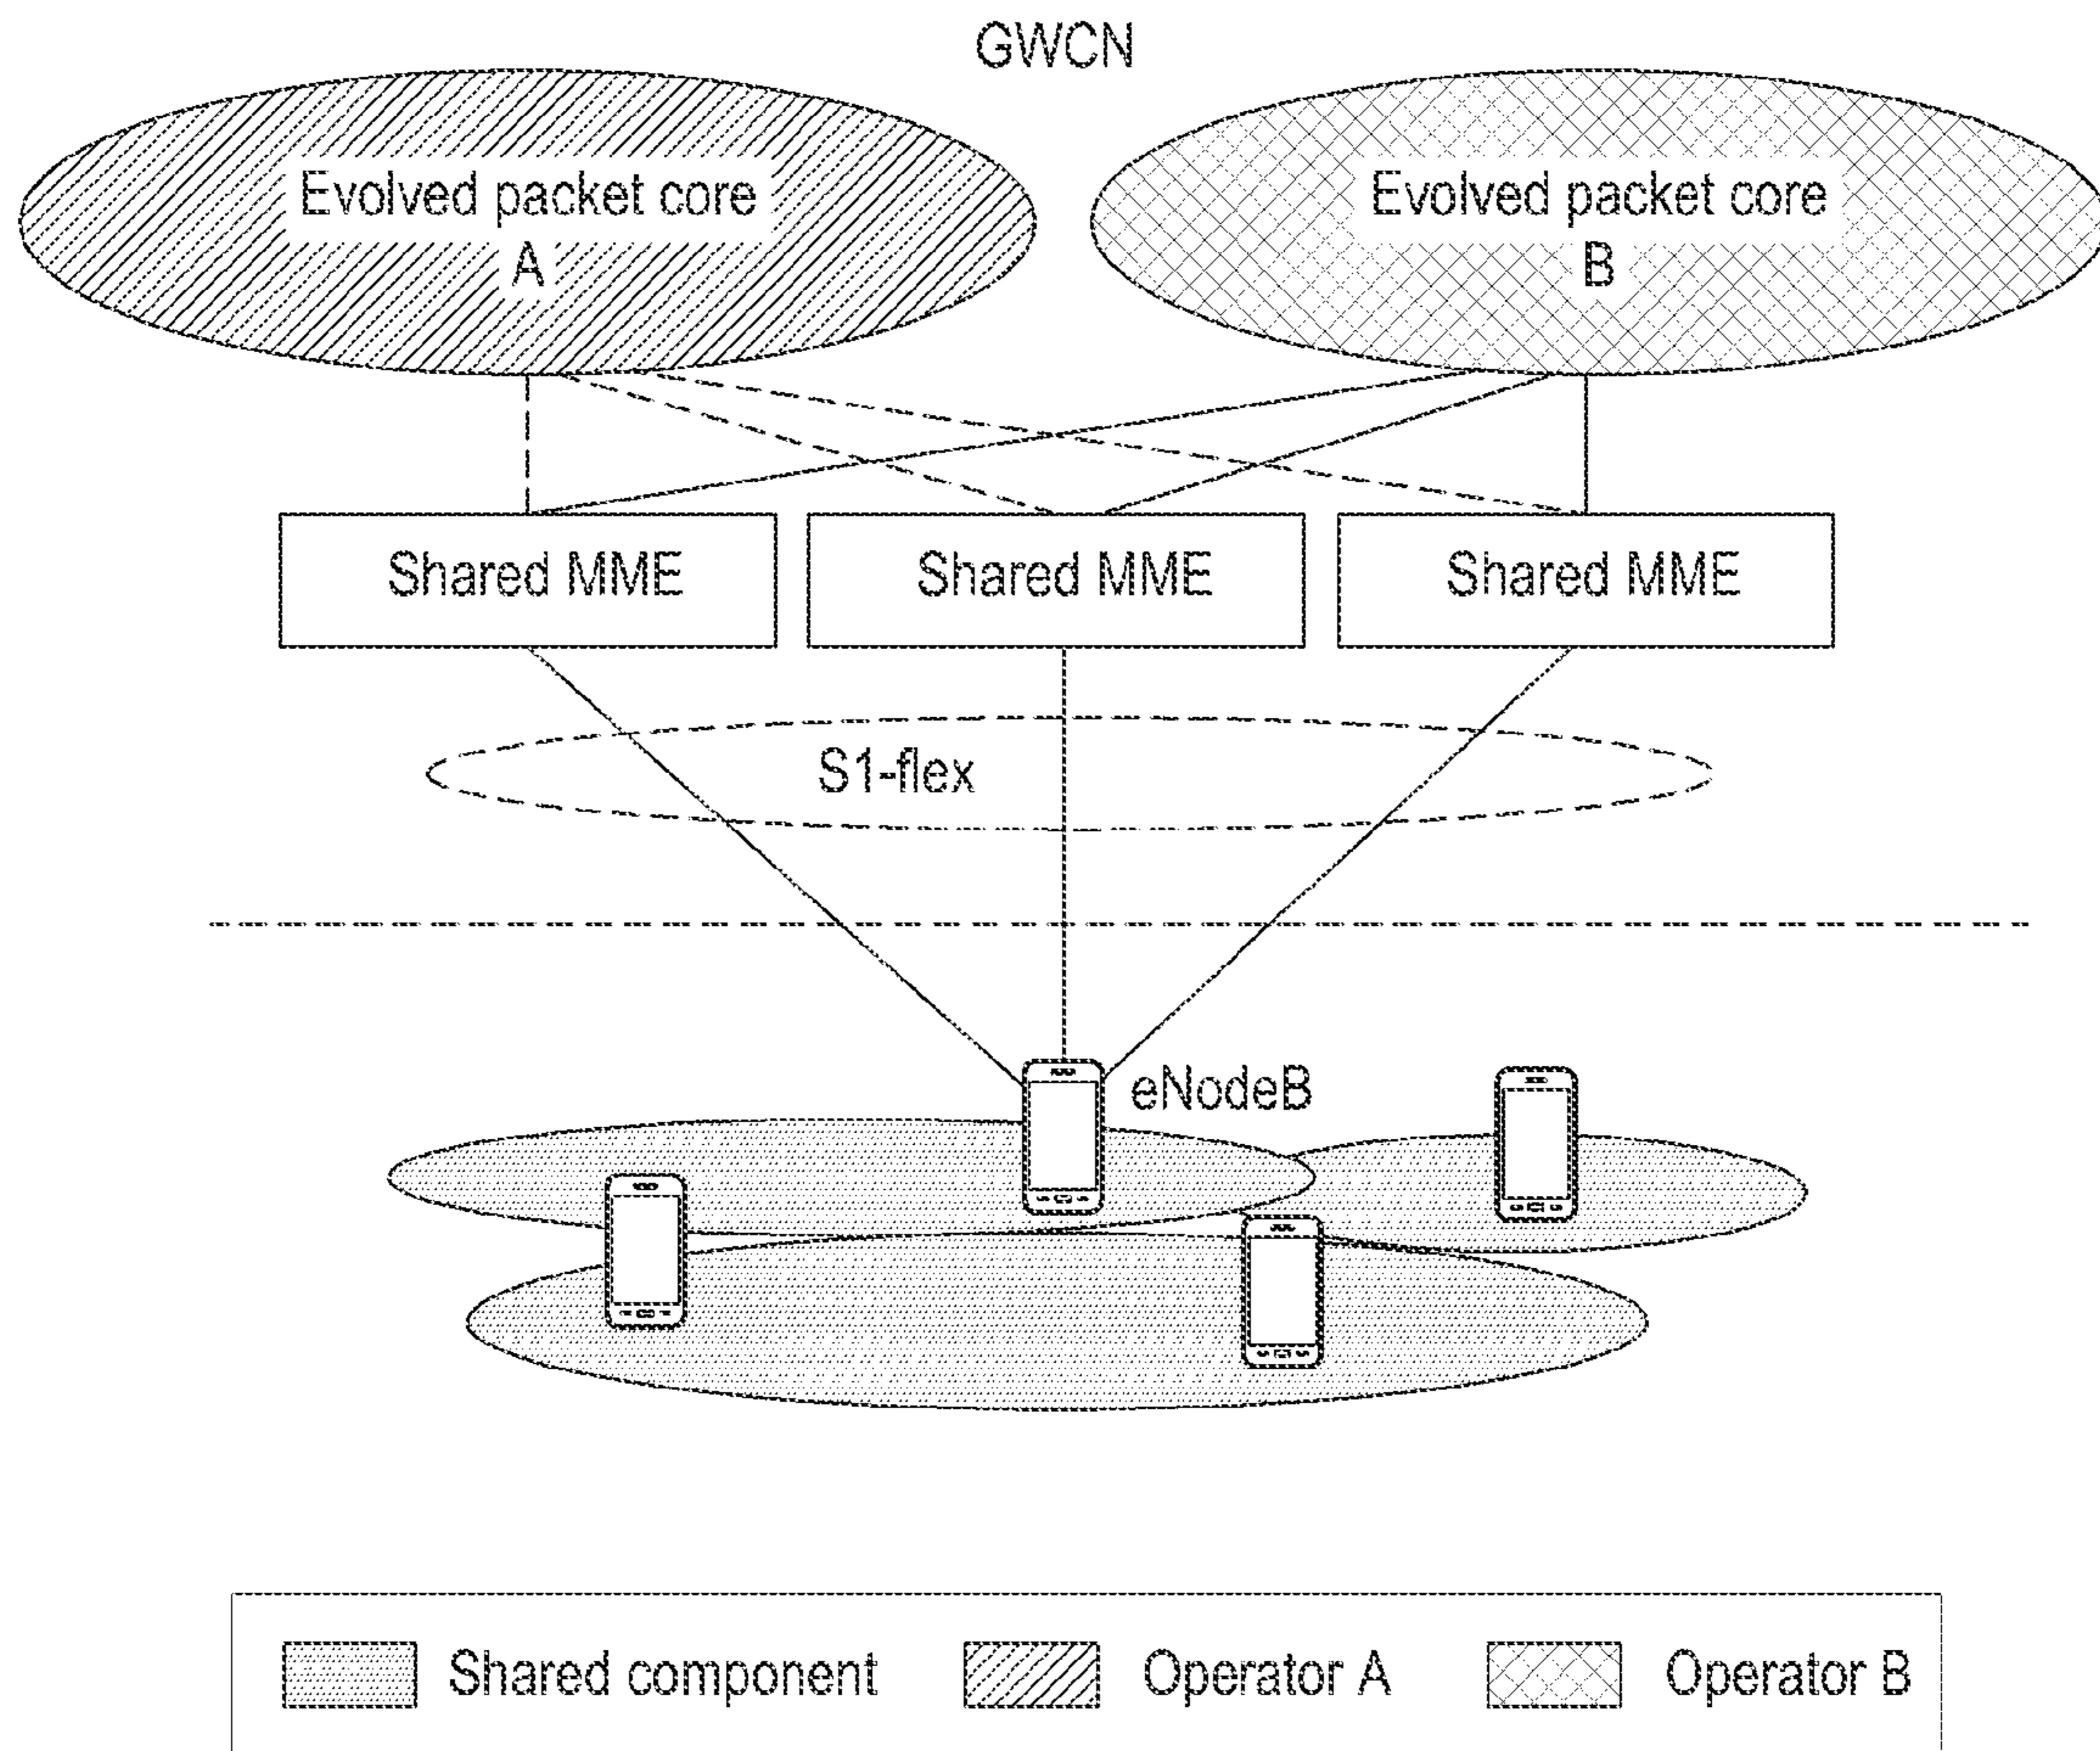 GWCN
Evolved packet core
A
Evolved packet core
B
Shared MME
Shared MME
Shared MME
S1-flex
eNodeB
Shared component
Operator A
Operator B